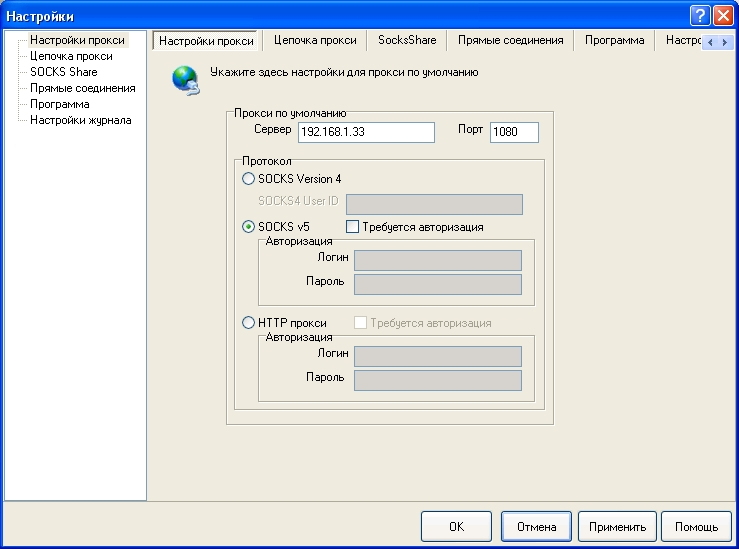 Настройки
Настройки прокси
Цепочка прокси
SOCKS Share
Прямые соединения
Программа
Настройки журнала
Настройки прокси Цепочка прокси SocksShare Прямые соединения Программа Настро
Укажите здесь настройки для прокси по умолчанию
Прокси по умолчанию
Сервер 192.168.1.33 Порт 1080
Протокол
SOCKS Version 4
SOCKS4 User ID
SOCKS v5 Требуется авторизация
Авторизация
Логин
Пароль
HTTP прокси Требуется авторизация
Авторизация
Логин
Пароль
OK Отмена Применить Помощь